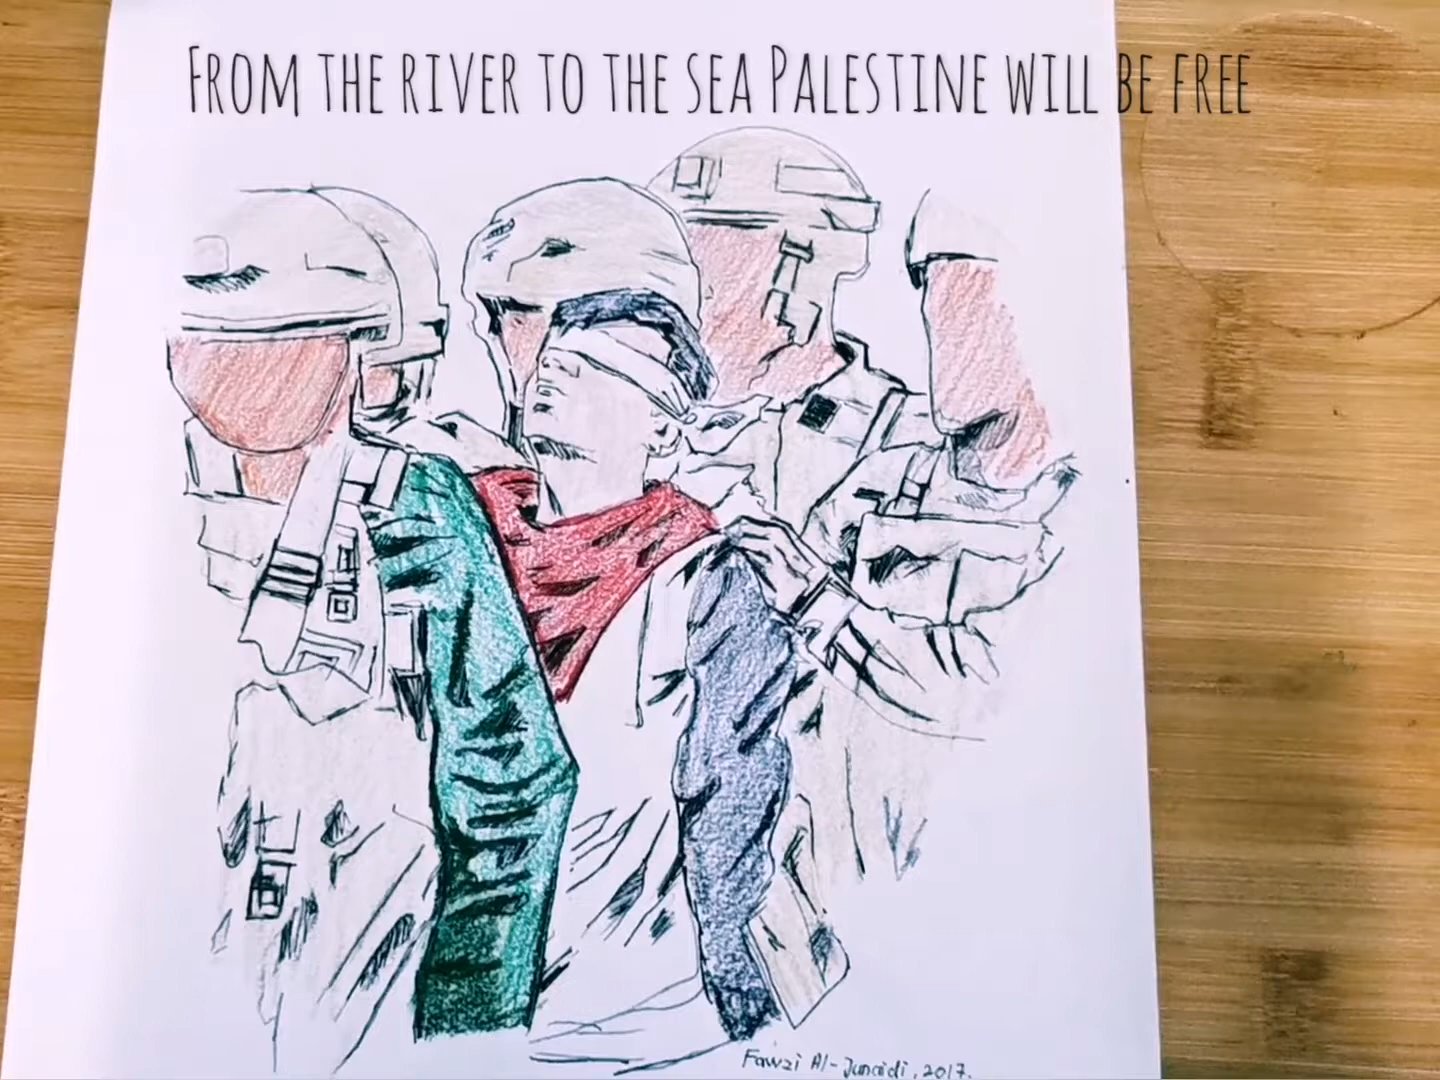 From the river to the sea Palestine will be free
Fawzi Al-Junaidi, 2017.